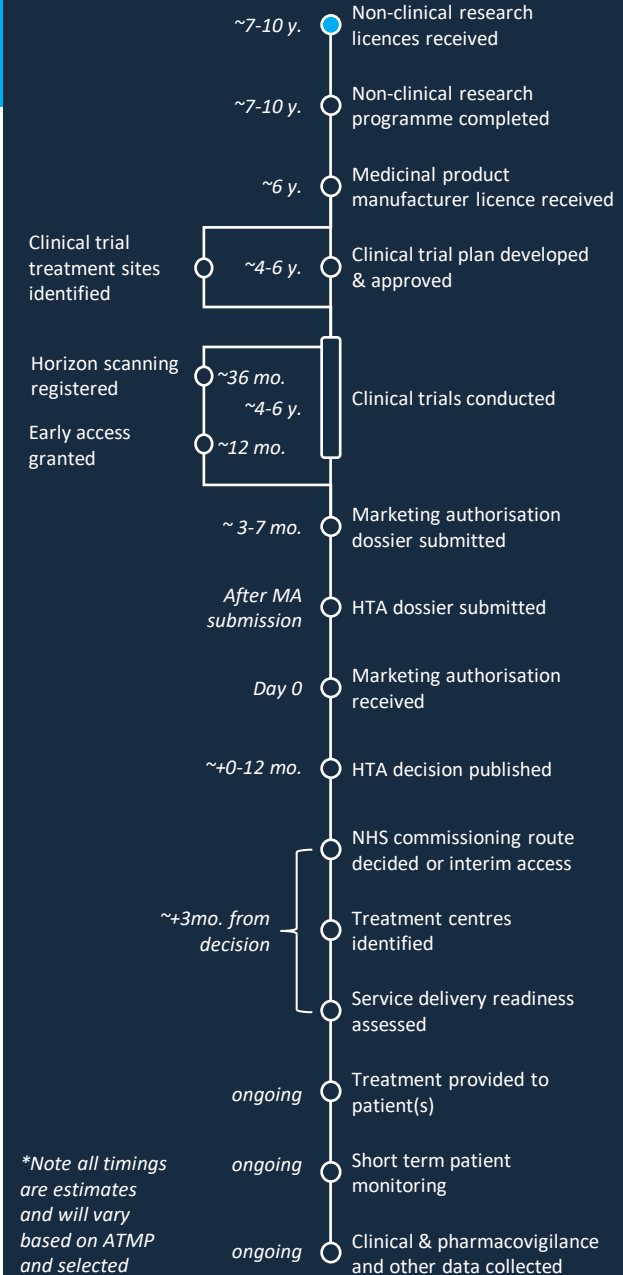 ~7-10 y.
Non-clinical research
licences received
~7-10 y.
Non-clinical research
programme completed
~6 y.
Medicinal product
manufacturer licence received
Clinical trial
treatment sites
identified
~4-6 y.
Clinical trial plan developed
& approved
Horizon scanning
registered
~36 mo.
~4-6 y.
Clinical trials conducted
Early access
granted
~12 mo.
~ 3-7 mo.
Marketing authorisation
dossier submitted
After MA
submission
HTA dossier submitted
Day 0
Marketing authorisation
received
~+0-12 mo.
HTA decision published
NHS commissioning route
decided or interim access
~+3mo. from
decision
Treatment centres
identified
Service delivery readiness
assessed
ongoing
Treatment provided to
patient(s)
ongoing
Short term patient
monitoring
ongoing
Clinical & pharmacovigilance
and other data collected
*Note all timings
are estimates
and will vary
based on ATMP
and selected